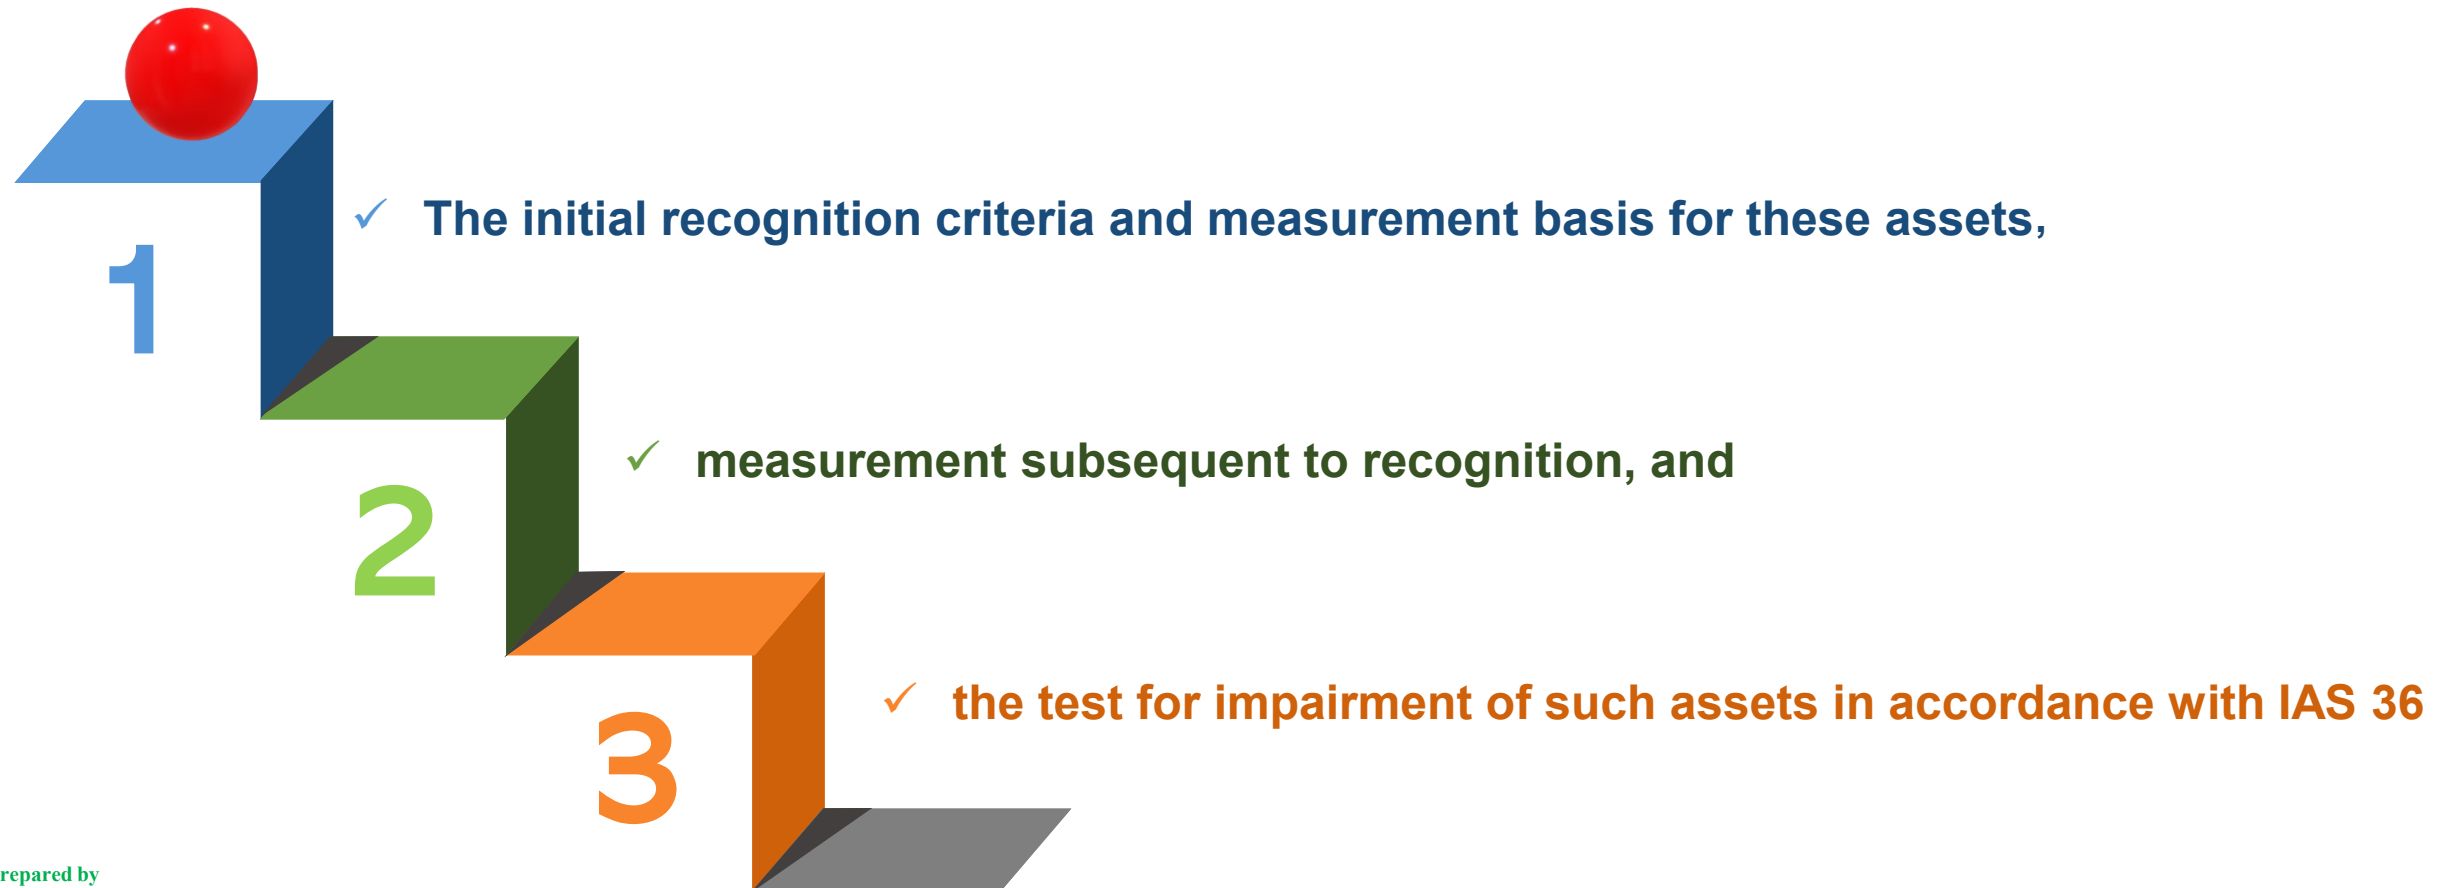 ✓ The initial recognition criteria and measurement basis for these assets,
1
✓ measurement subsequent to recognition, and
2
✓ the test for impairment of such assets in accordance with IAS 36
3
repared by